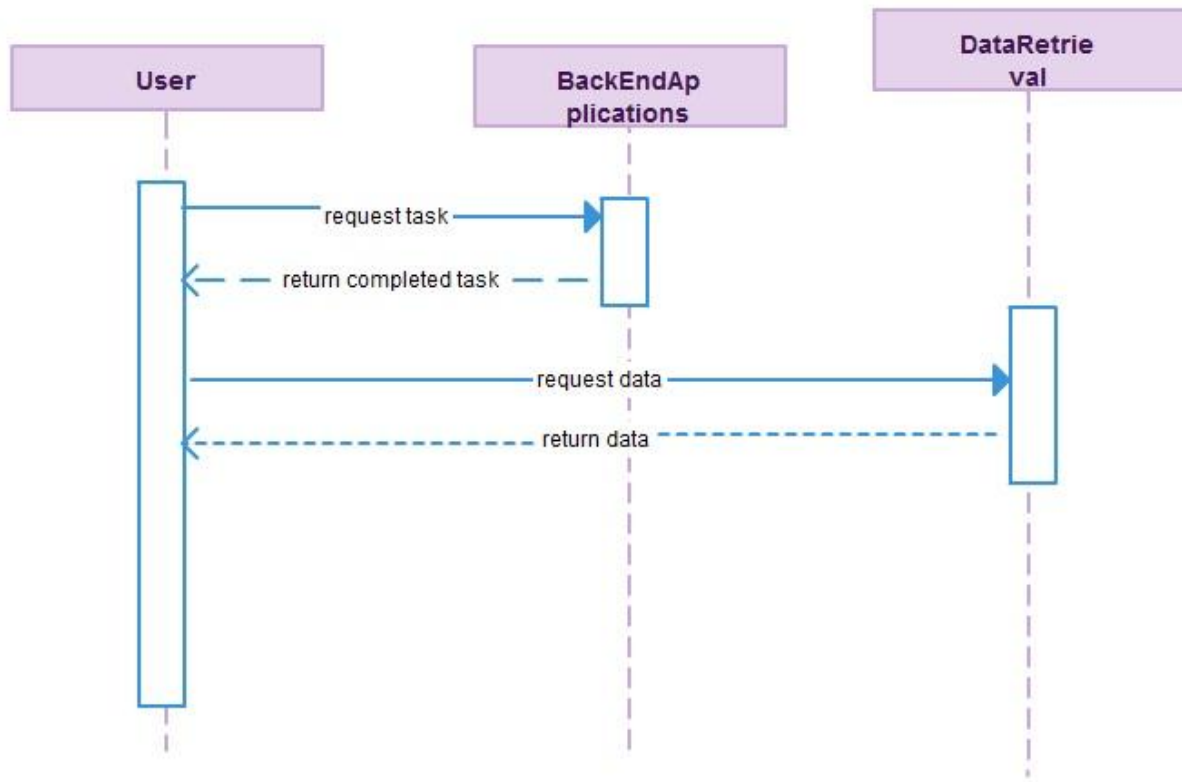 User
BackEndAp
plications
DataRetrie
val
request task
return completed task
request data
return data